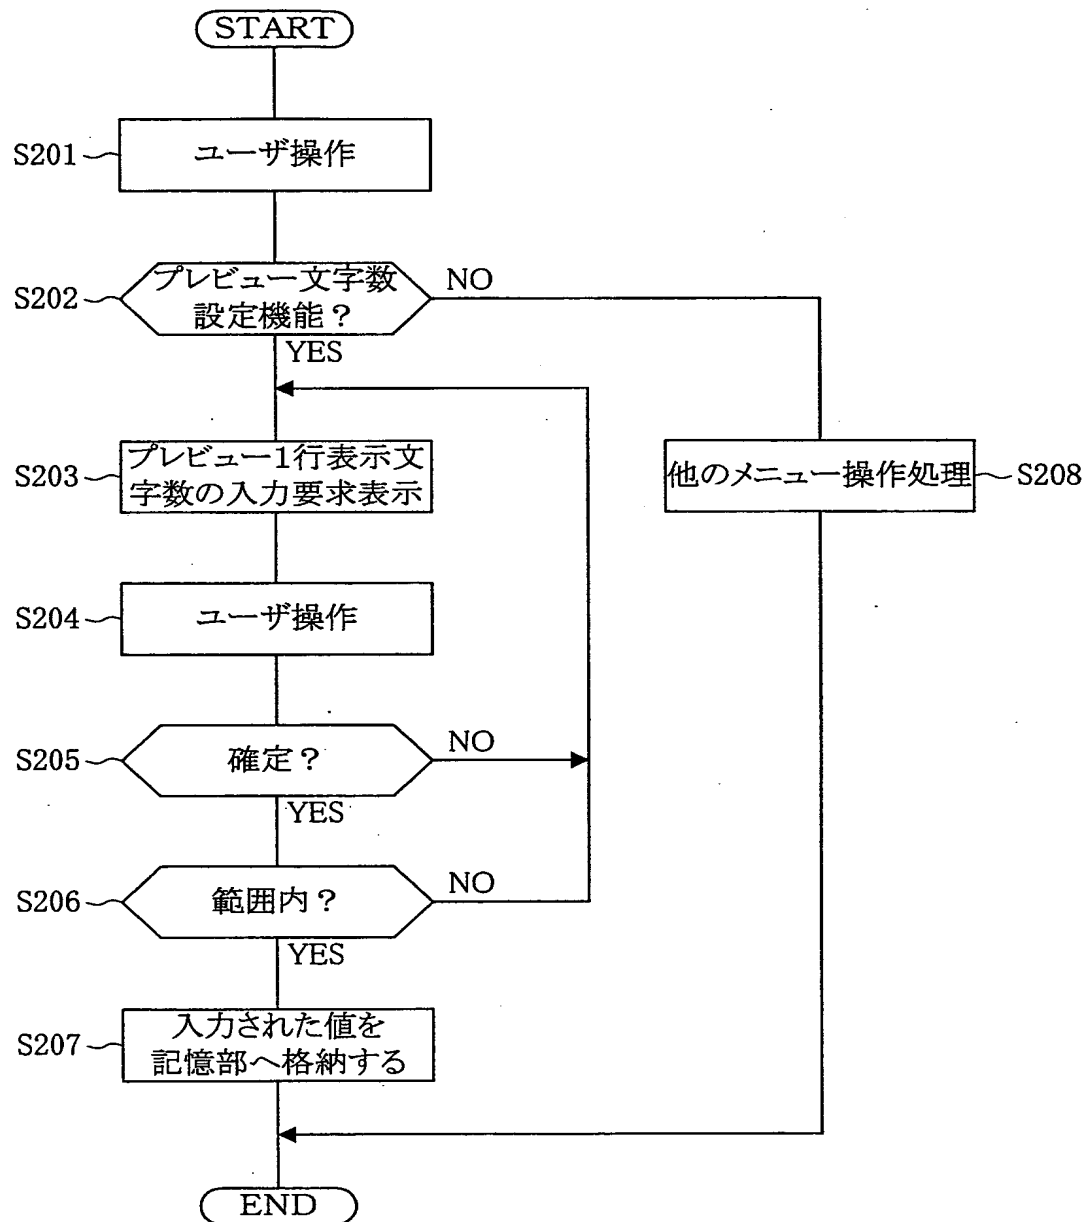 START
S201
ユーザ操作
S202
プレビュー文字数
設定機能?
NO
YES
S203
プレビュー1行表示文
字数の入力要求表示
他のメニュー操作処理
S208
S204
ユーザ操作
S205
確定?
NO
YES
S206
範囲内?
NO
YES
S207
入力された値を
記憶部へ格納する
END